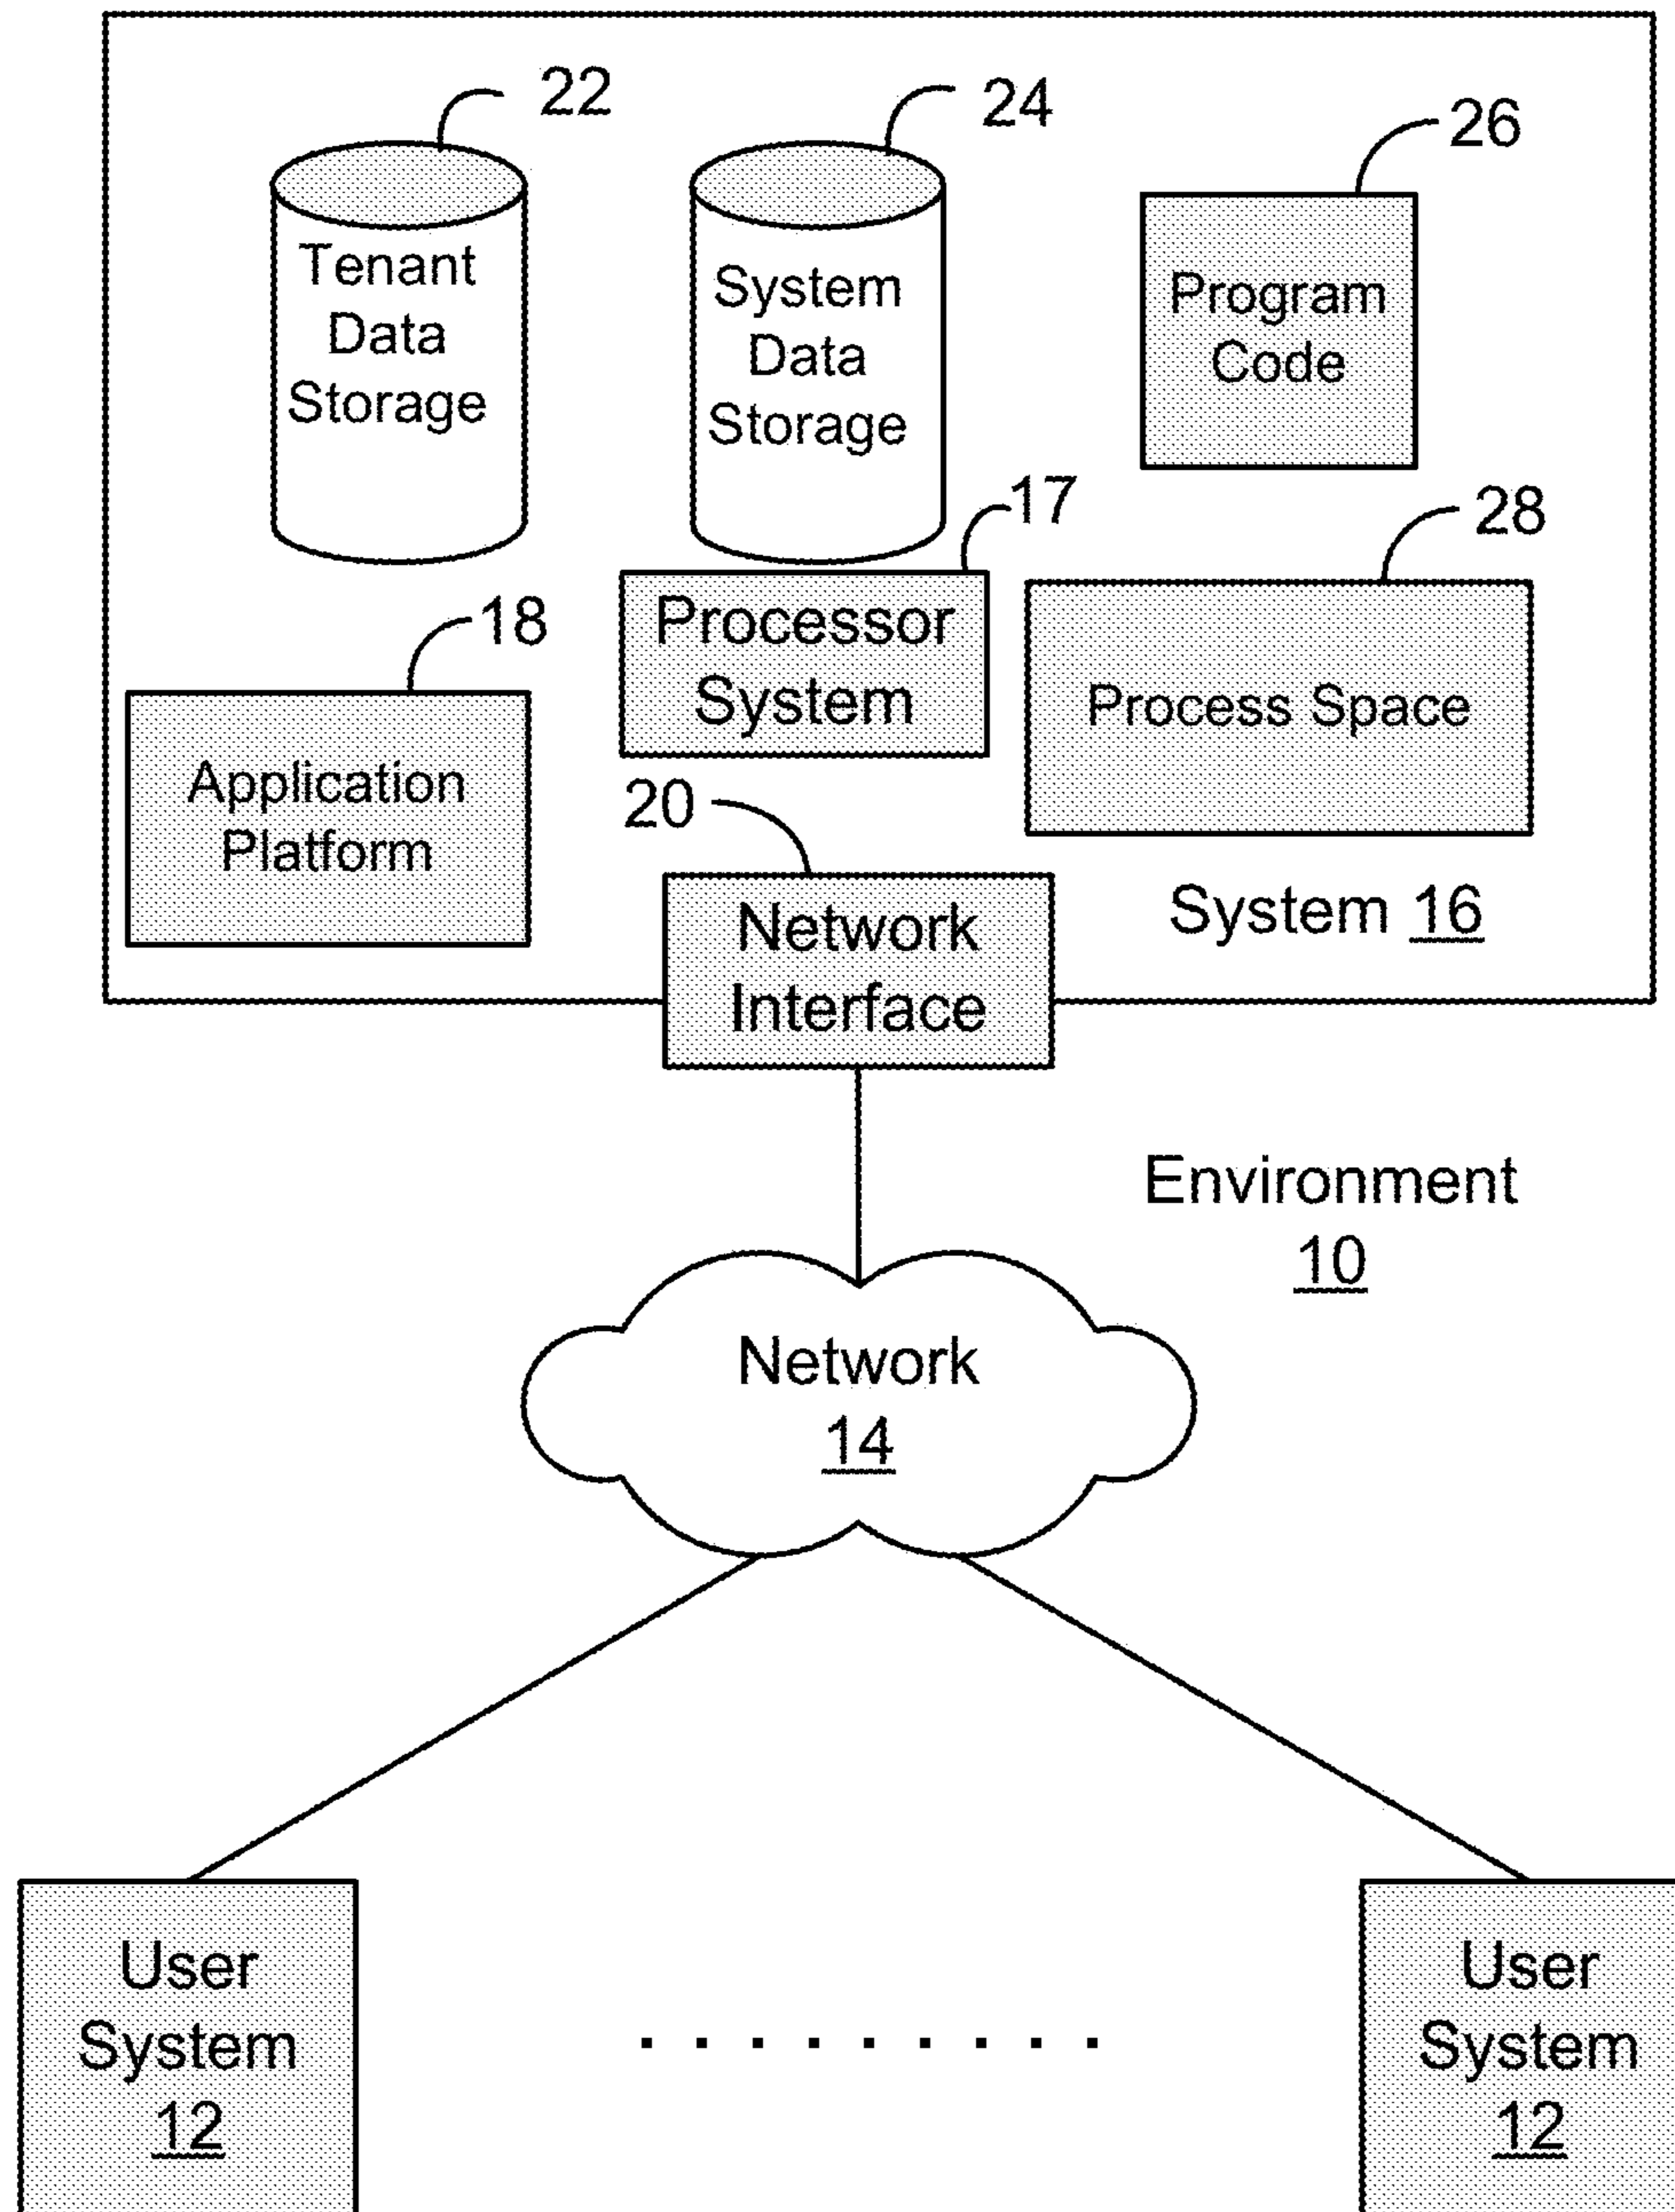 22
24
26
Tenant
Data
Storage
System
Data
Storage
Program
Code
17
28
18
Processor
System
Process Space
Application
Platform
20
Network
Interface
System 16
Environment
10
Network
14
User
System
12
. . . . . . . . .
User
System
12